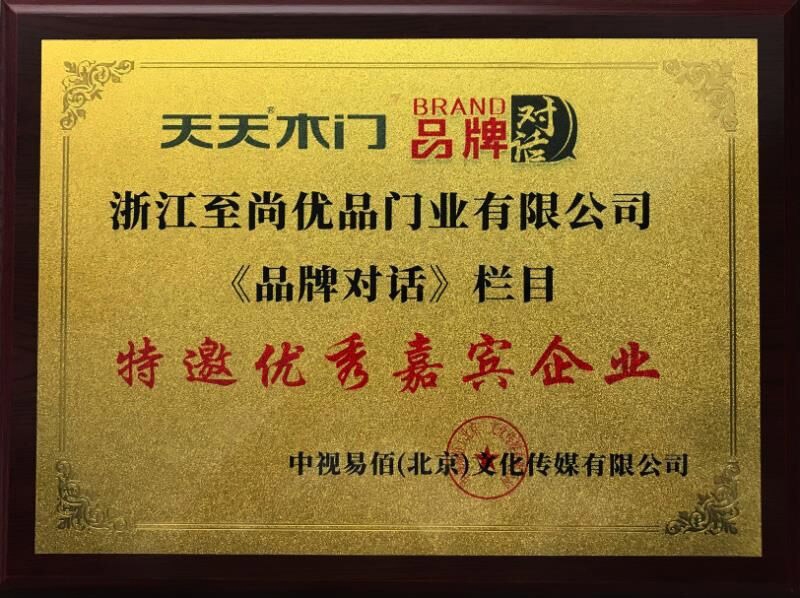 天天®木门 BRAND 品牌 对话
浙江至尚优品门业有限公司
《品牌对话》栏目
特邀优秀嘉宾企业
中视易佰(北京)文化传媒有限公司